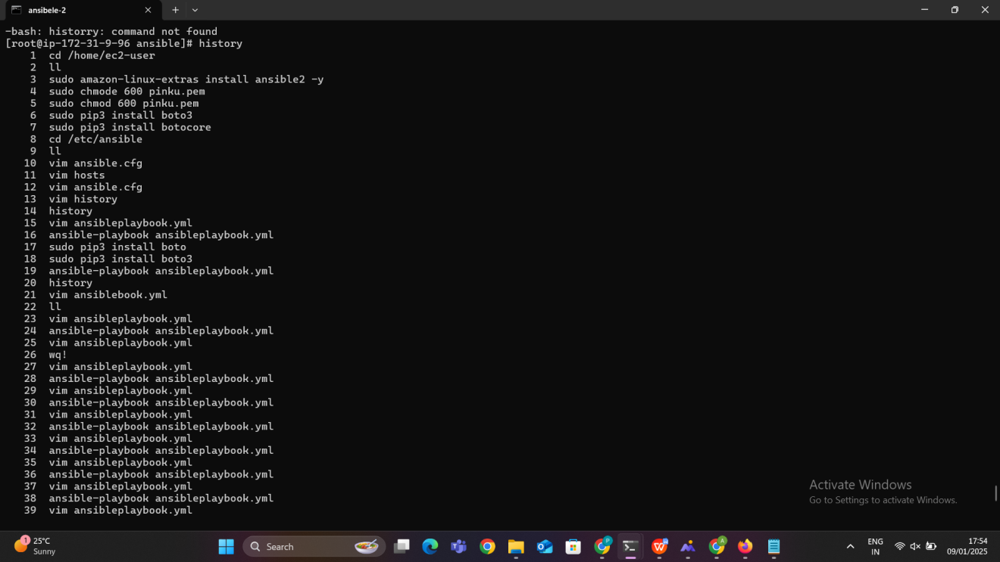 ansibele-2
-bash: historry: command not found
[root@ip-172-31-9-96 ansible]# history
1 cd /home/ec2-user
2 ll
3 sudo amazon-linux-extras install ansible2 -y
4 sudo chmode 600 pinku.pem
5 sudo chmod 600 pinku.pem
6 sudo pip3 install boto3
7 sudo pip3 install botocore
8 cd /etc/ansible
9 ll
10 vim ansible.cfg
11 vim hosts
12 vim ansible.cfg
13 vim history
14 history
15 vim ansibleplaybook.yml
16 ansible-playbook ansibleplaybook.yml
17 sudo pip3 install boto
18 sudo pip3 install boto3
19 ansible-playbook ansibleplaybook.yml
20 history
21 vim ansiblebook.yml
22 ll
23 vim ansibleplaybook.yml
24 ansible-playbook ansibleplaybook.yml
25 vim ansibleplaybook.yml
26 wq!
27 vim ansibleplaybook.yml
28 ansible-playbook ansibleplaybook.yml
29 vim ansibleplaybook.yml
30 ansible-playbook ansibleplaybook.yml
31 vim ansibleplaybook.yml
32 ansible-playbook ansibleplaybook.yml
33 vim ansibleplaybook.yml
34 ansible-playbook ansibleplaybook.yml
35 vim ansibleplaybook.yml
36 ansible-playbook ansibleplaybook.yml
37 vim ansibleplaybook.yml
38 ansible-playbook ansibleplaybook.yml
39 vim ansibleplaybook.yml
Activate Windows
Go to Settings to activate Windows.
1
25°C
Sunny
Search
P
A
ENG
IN
17:54
09/01/2025